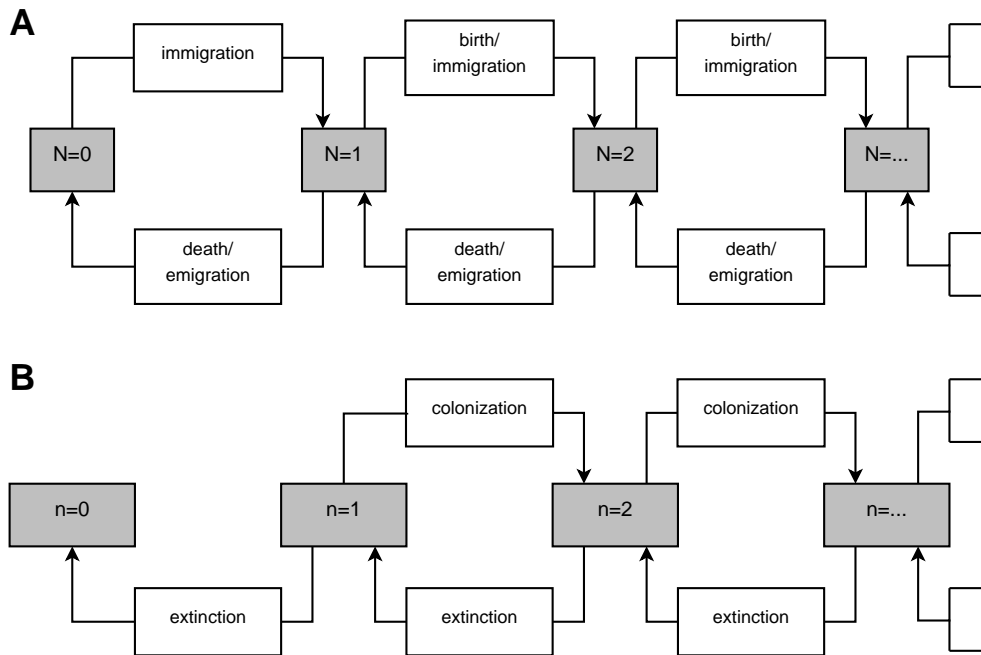 A
immigration
birth/
immigration
birth/
immigration
N=0
N=1
N=2
N=...
death/
emigration
death/
emigration
death/
emigration
B
colonization
colonization
n=0
n=1
n=2
n=...
extinction
extinction
extinction